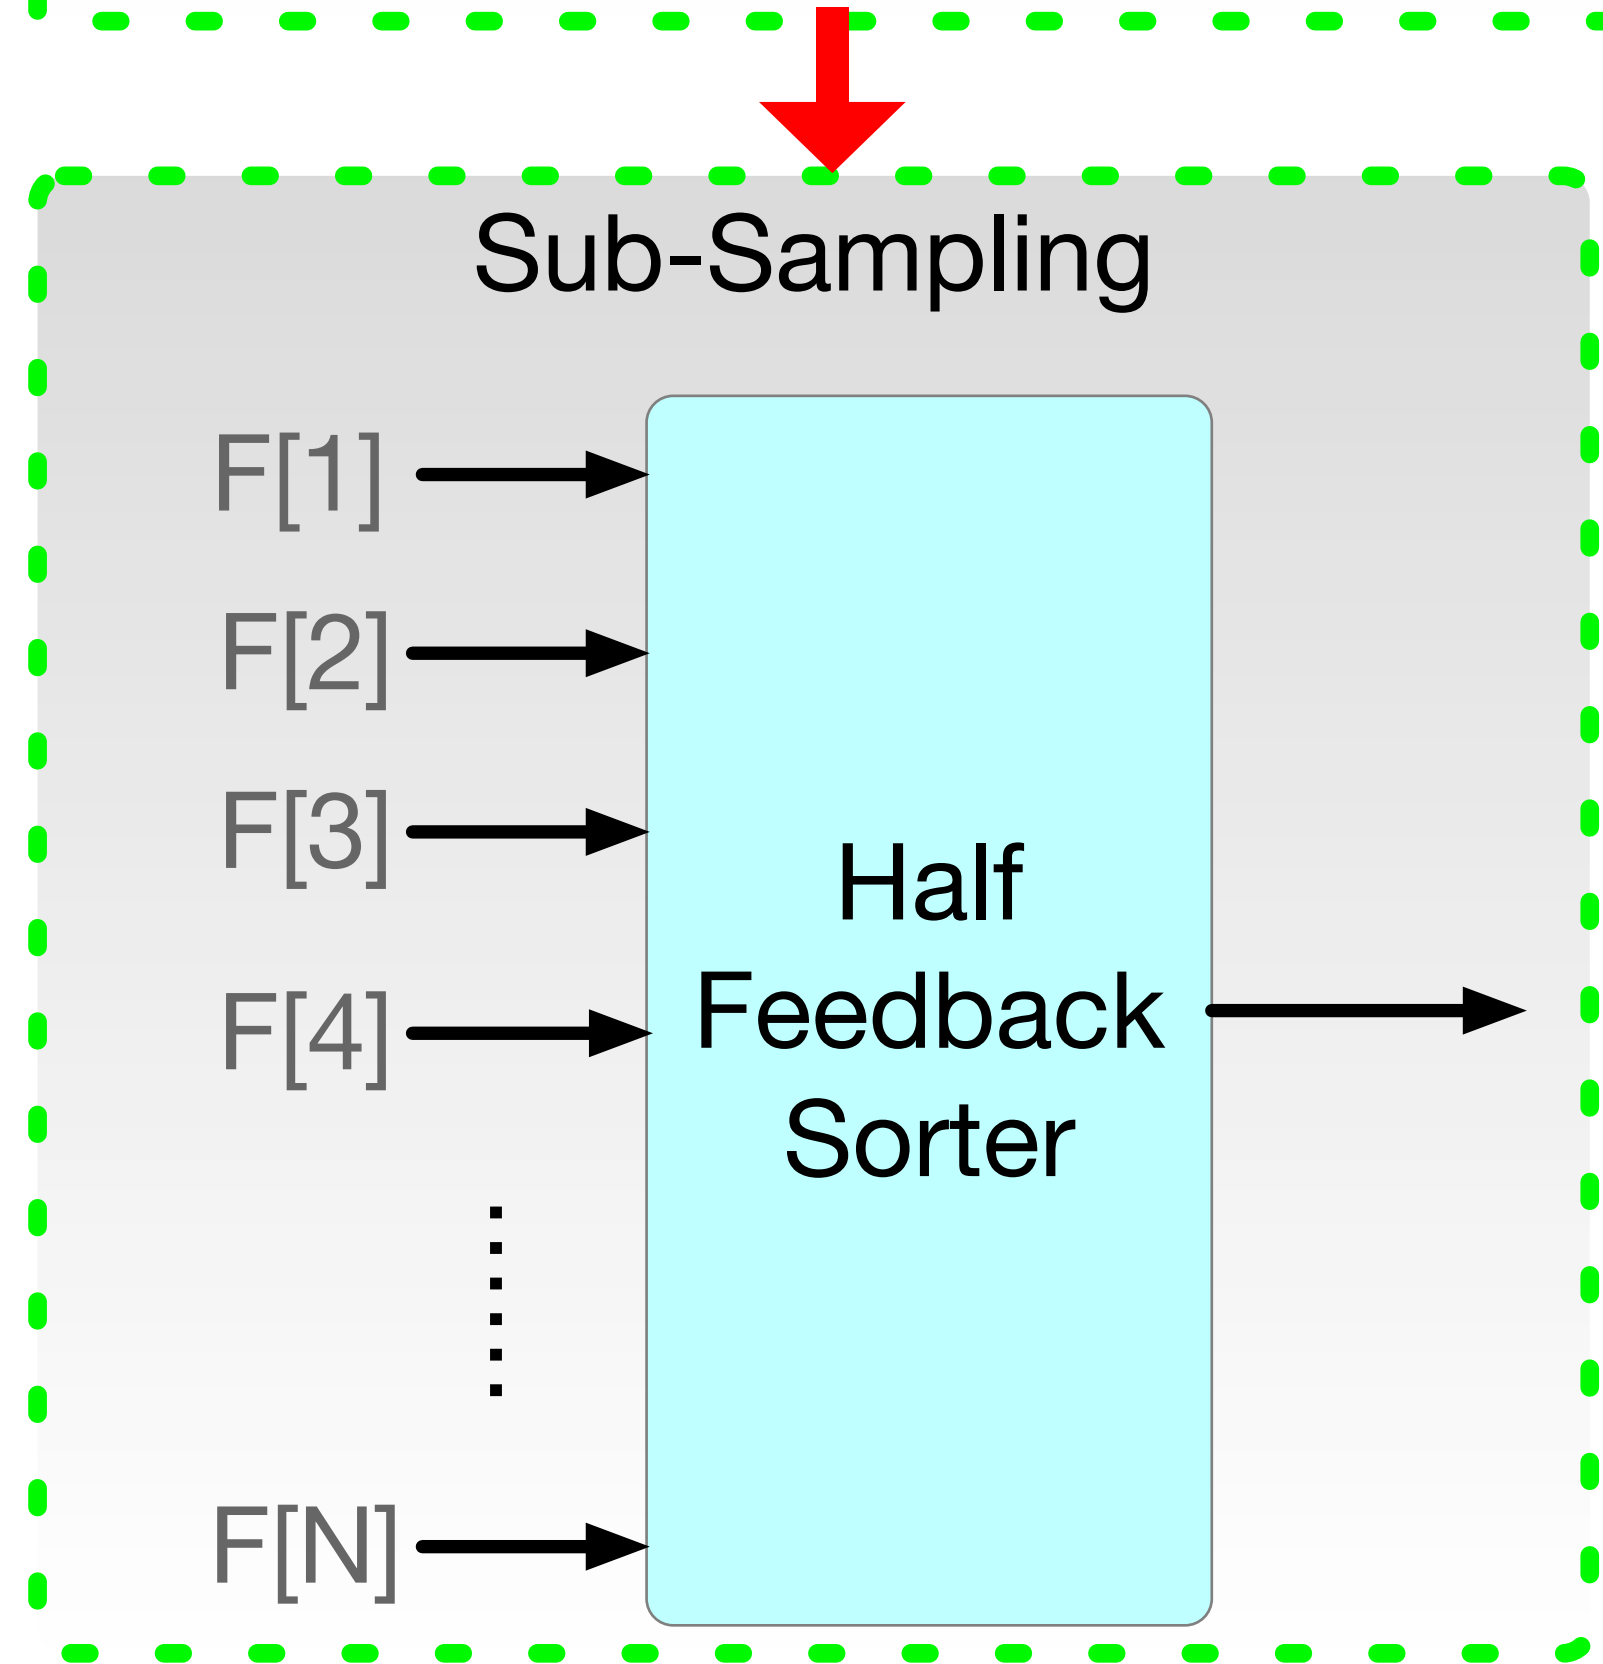 Sub-Sampling
F[1]
F[2]
F[3]
F[4]
F[N]
Half
Feedback
Sorter